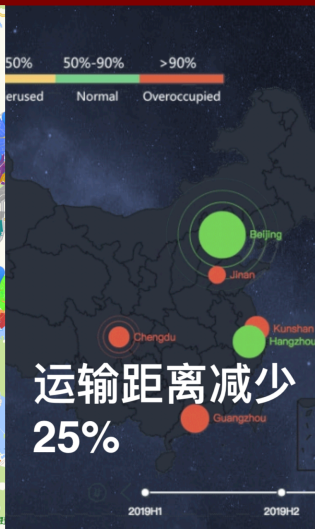 50% 50%-90% >90%
erused Normal Overoccupied
Beijing
Jinan
Kunshan
Chengdu
Hangzhou
运输距离减少
25%
Guangzhou
2019H1 2019H2